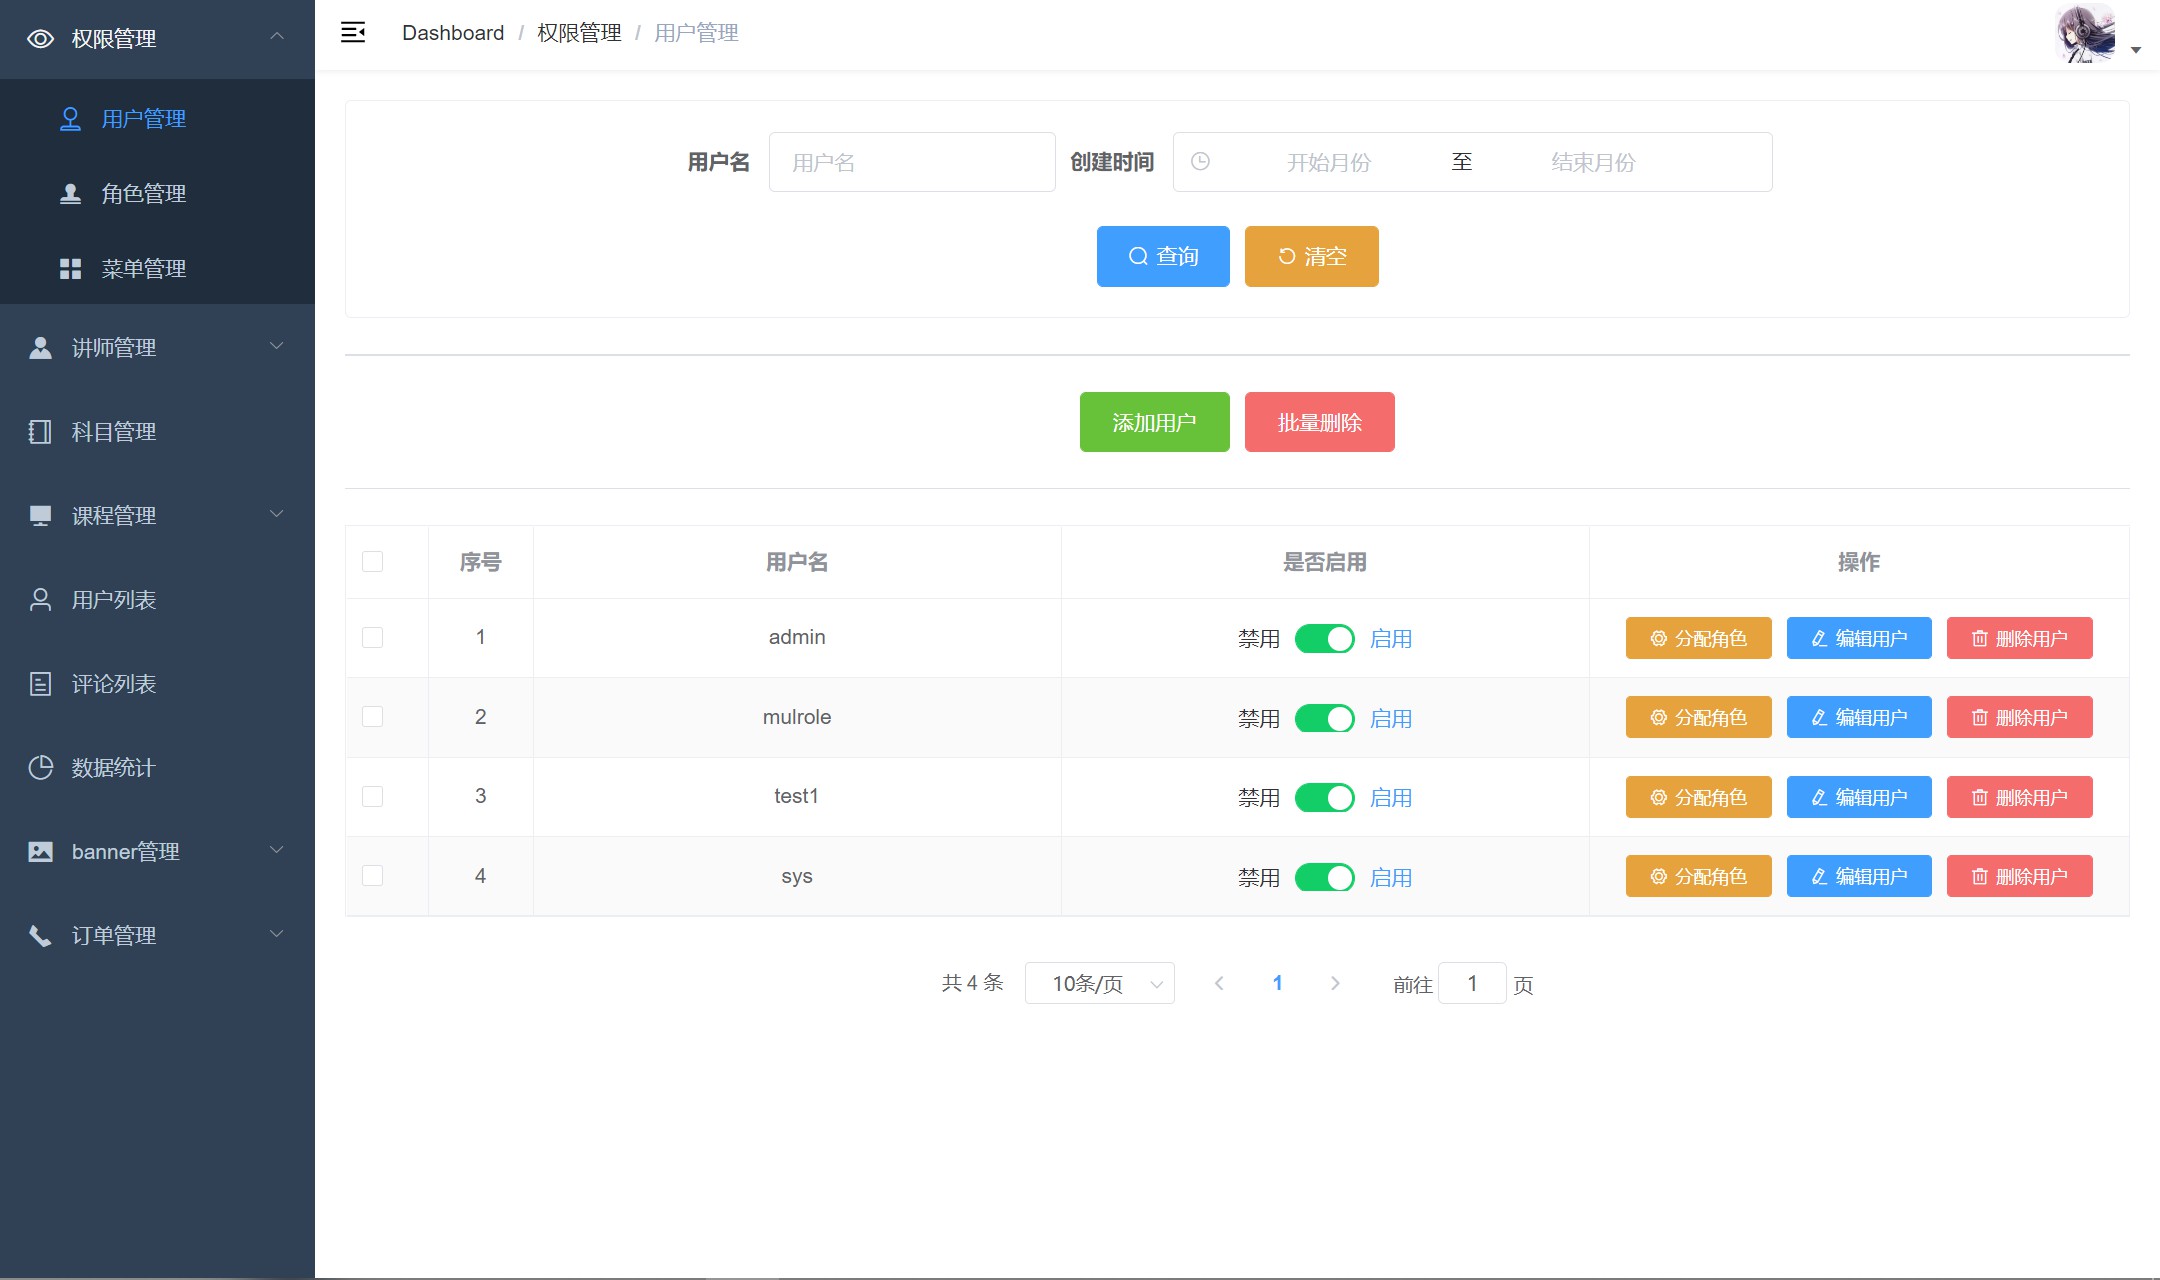 权限管理
用户管理
角色管理
菜单管理
讲师管理
科目管理
课程管理
用户列表
评论列表
数据统计
banner管理
订单管理
Dashboard / 权限管理 / 用户管理
用户名 用户名 创建时间 开始月份 至 结束月份
查询 清空
添加用户 批量删除
序号 用户名 是否启用 操作
1 admin 禁用 启用 分配角色 编辑用户 删除用户
2 mulrole 禁用 启用 分配角色 编辑用户 删除用户
3 test1 禁用 启用 分配角色 编辑用户 删除用户
4 sys 禁用 启用 分配角色 编辑用户 删除用户
共 4 条 10条/页 1 前往 1 页